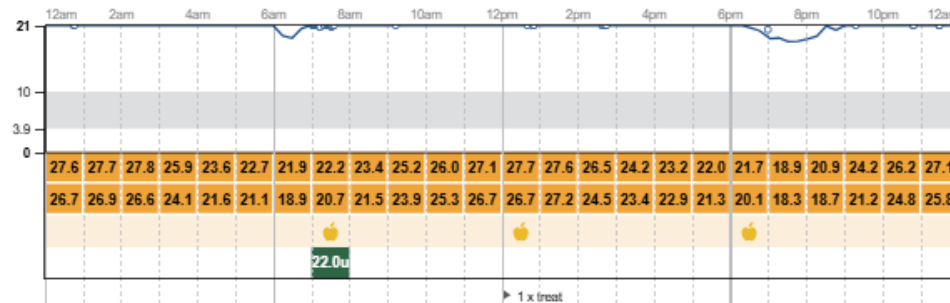 12am 2am 4am 6am 8am 10am 12pm 2pm 4pm 6pm 8pm 10pm
21
10
3.9
0
27.6 27.7 27.8 25.9 23.6 22.7 21.9 22.2 23.4 25.2 26.0 27.1 27.7 27.6 26.5 24.2 23.2 22.0 21.7 18.9 20.9 24.2 26.2 27.1
26.7 26.9 26.6 24.1 21.6 21.1 18.9 20.7 21.5 23.9 25.3 26.7 26.7 27.2 24.5 23.4 22.9 21.3 20.1 18.3 18.7 21.2 24.8 25.8
22.0u
1 x treat